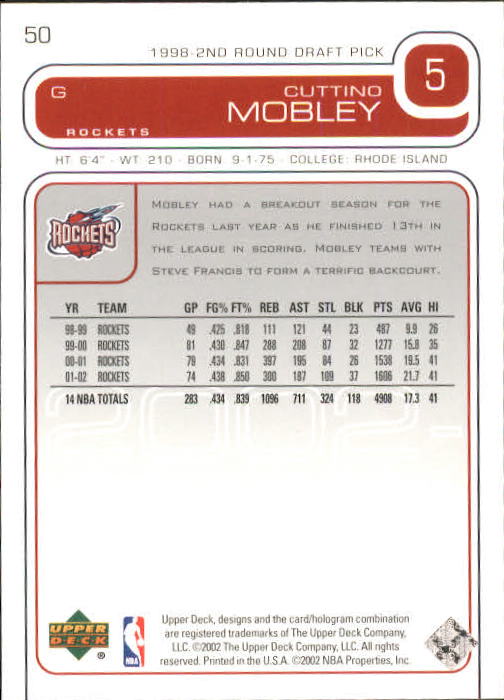 50
1998-2ND ROUND DRAFT PICK
5
G
CUTTINO
MOBLEY
ROCKETS
HT: 6'4" · WT: 210 · BORN: 9-1-75 · COLLEGE: RHODE ISLAND
ROCKETS
MOBLEY HAD A BREAKOUT SEASON FOR THE
ROCKETS LAST YEAR AS HE FINISHED 13TH IN
THE LEAGUE IN SCORING. MOBLEY TEAMS WITH
STEVE FRANCIS TO FORM A TERRIFIC BACKCOURT.
YR TEAM GP FG% FT% REB AST STL BLK PTS AVG HI
98-99 ROCKETS 49 .425 .818 111 121 44 23 487 9.9 26
99-00 ROCKETS 81 .430 .847 288 208 87 32 1277 15.8 35
00-01 ROCKETS 79 .434 .831 397 195 84 26 1538 19.5 41
01-02 ROCKETS 74 .438 .850 300 187 109 37 1606 21.7 41
14 NBA TOTALS 283 .434 .839 1096 711 324 118 4908 17.3 41
2002-
UPPER
DECK
®
NBA
Upper Deck, designs and the card/hologram combination
are registered trademarks of The Upper Deck Company,
LLC. ©2002 The Upper Deck Company, LLC. All rights
reserved. Printed in the U.S.A. ©2002 NBA Properties, Inc.